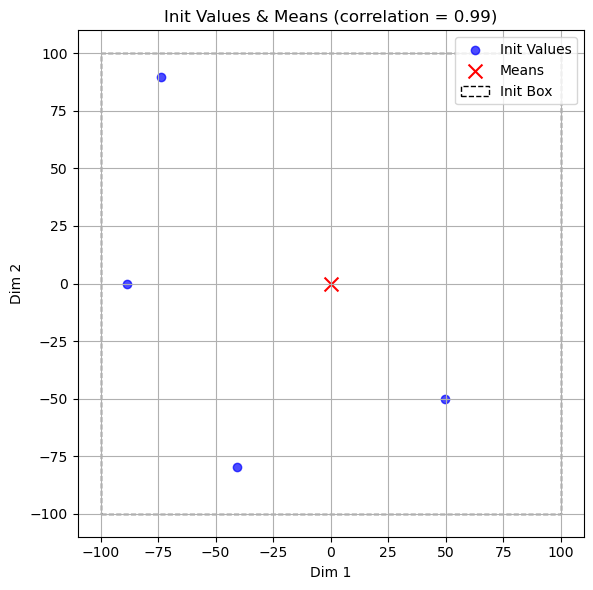 Init Values & Means (correlation = 0.99)
Init Values
Means
Init Box
100
75
50
25
0
−25
−50
−75
−100
Dim 2
−100 −75 −50 −25 0 25 50 75 100
Dim 1